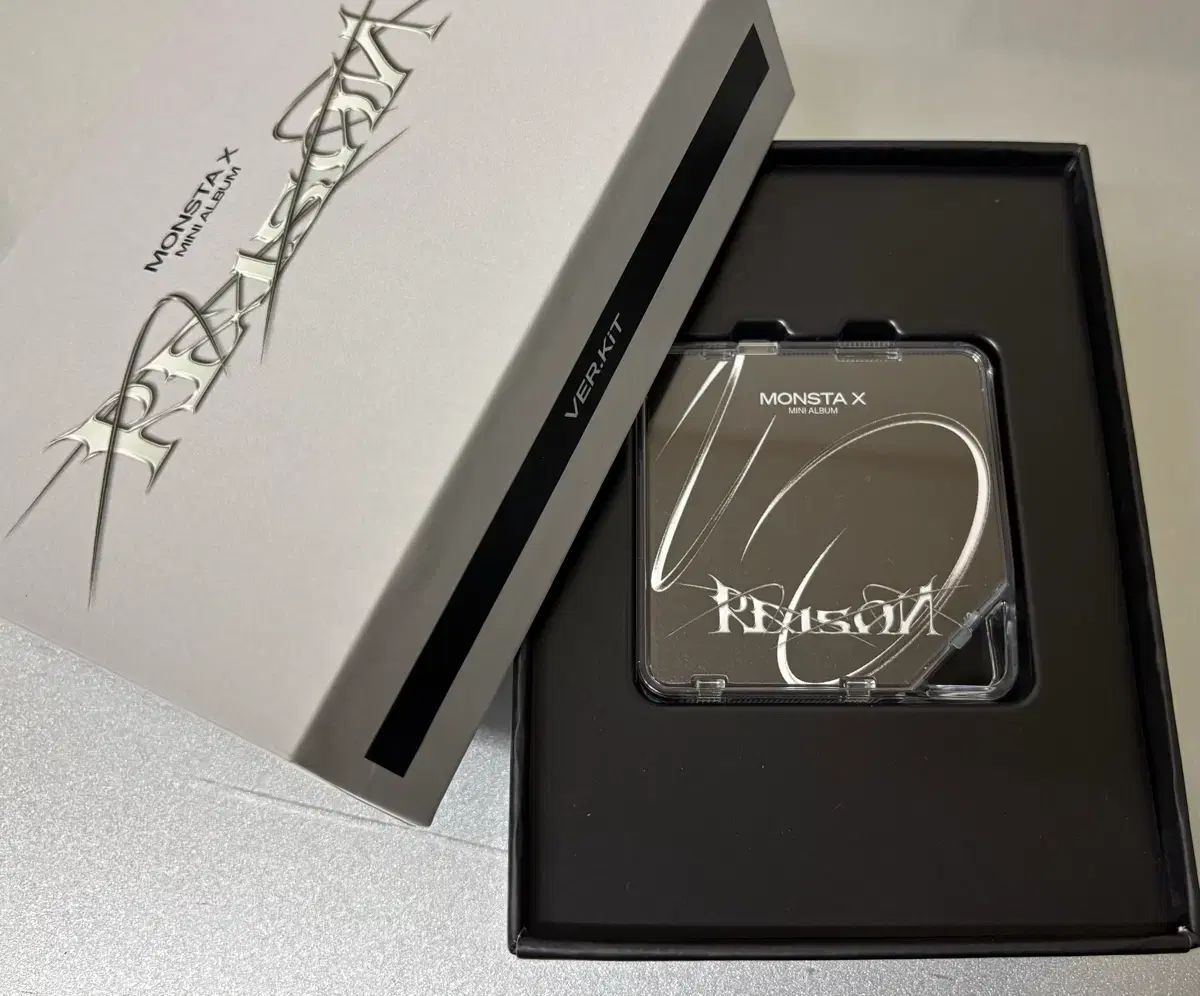 MONSTA X
MINI ALBUM
REASON
VER.KiT
MONSTA X
MINI ALBUM
REASON